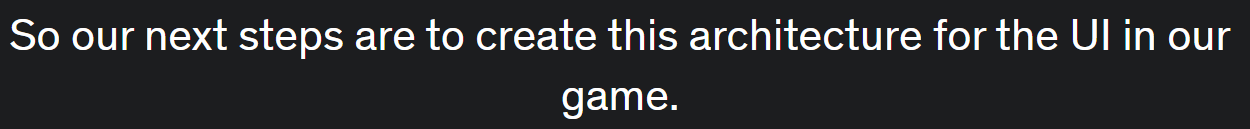 So our next steps are to create this architecture for the UI in our
game.